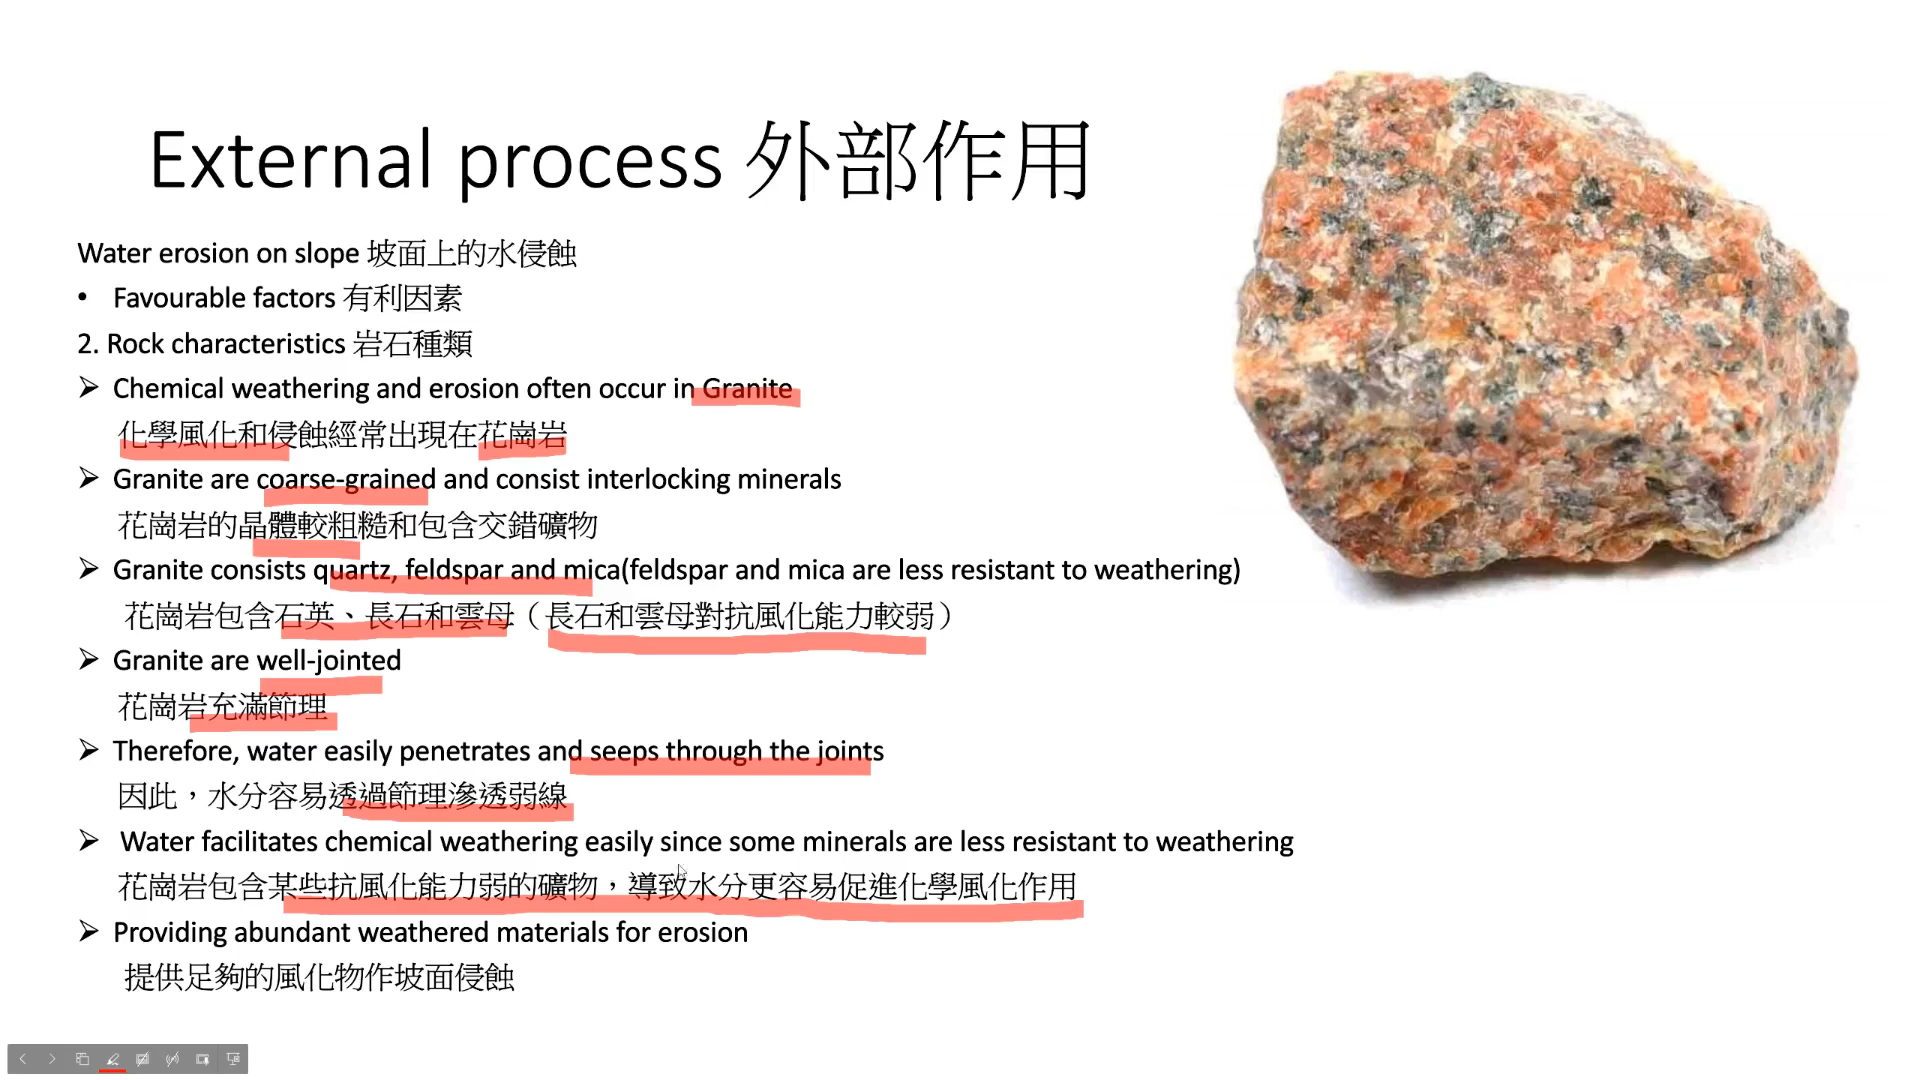 External process 外部作用
Water erosion on slope 坡面上的水侵蝕
• Favourable factors 有利因素
2. Rock characteristics 岩石種類
➢ Chemical weathering and erosion often occur in Granite
化學風化和侵蝕經常出現在花崗岩
➢ Granite are coarse-grained and consist interlocking minerals
花崗岩的晶體較粗糙和包含交錯礦物
➢ Granite consists quartz, feldspar and mica(feldspar and mica are less resistant to weathering)
花崗岩包含石英、長石和雲母（長石和雲母對抗風化能力較弱）
➢ Granite are well-jointed
花崗岩充滿節理
➢ Therefore, water easily penetrates and seeps through the joints
因此，水分容易透過節理滲透弱線
➢ Water facilitates chemical weathering easily since some minerals are less resistant to weathering
花崗岩包含某些抗風化能力弱的礦物，導致水分更容易促進化學風化作用
➢ Providing abundant weathered materials for erosion
提供足夠的風化物作坡面侵蝕